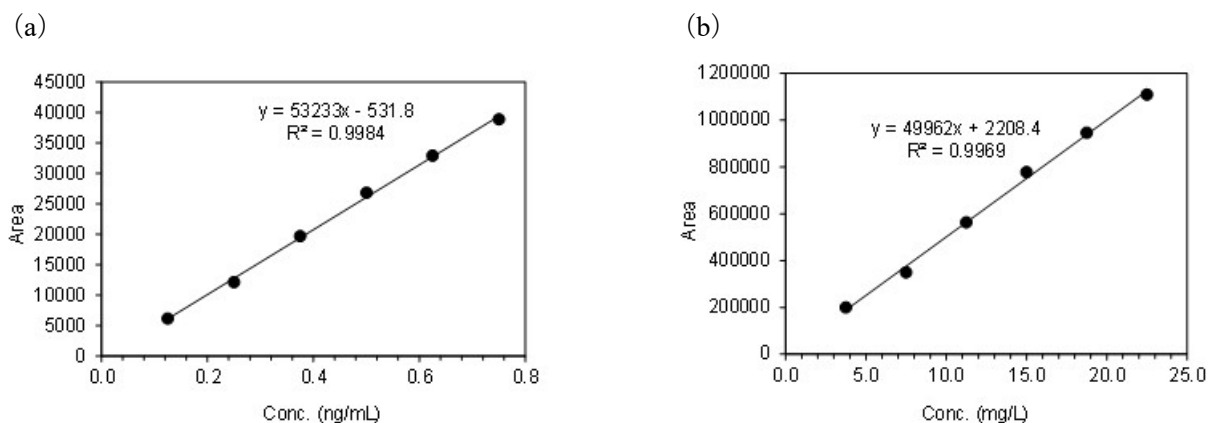 (a)
45000
40000
35000
30000
25000
20000
15000
10000
5000
0
Area
y = 53233x - 531.8
R² = 0.9984
0.0 0.2 0.4 0.6 0.8
Conc. (ng/mL)
(b)
1200000
1000000
800000
600000
400000
200000
0
Area
y = 49962x + 2208.4
R² = 0.9969
0.0 5.0 10.0 15.0 20.0 25.0
Conc. (mg/L)